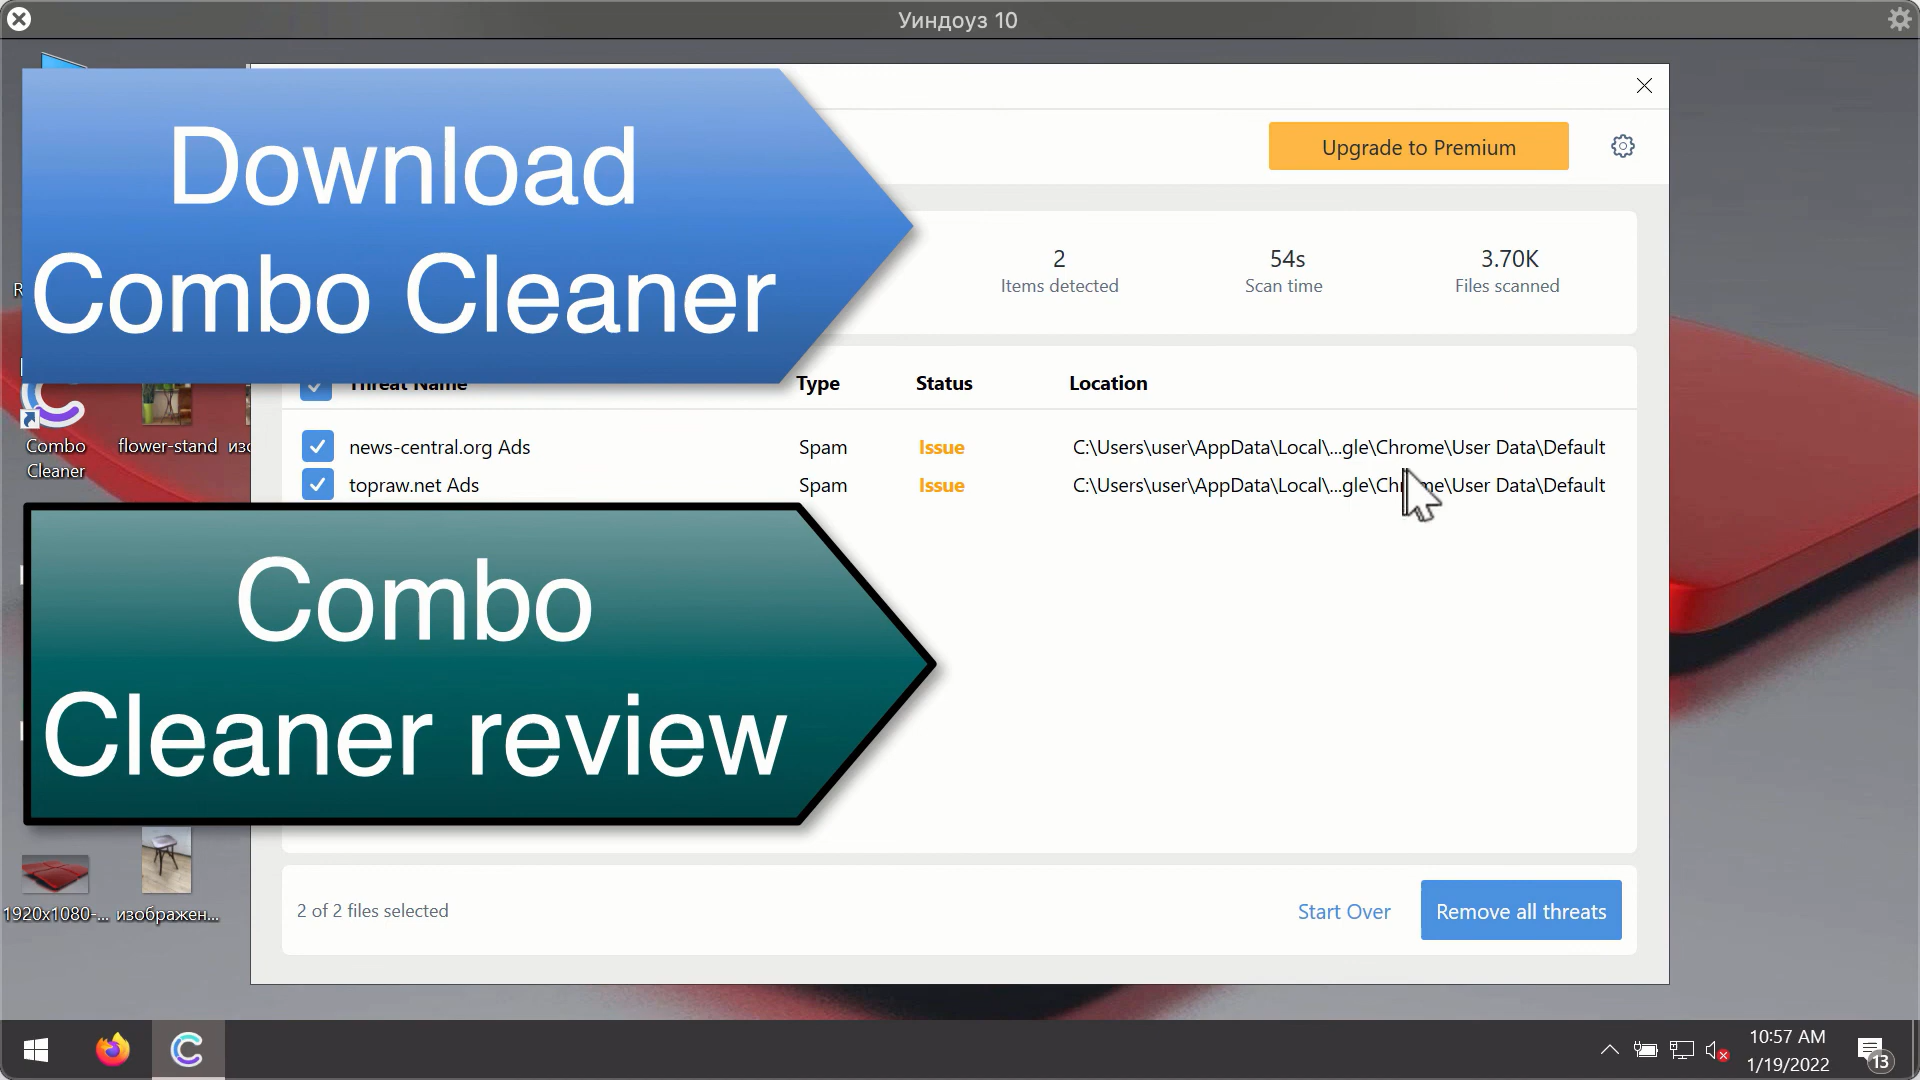 Уиндоуз 10
Download
Combo Cleaner
Upgrade to Premium
2
Items detected
54s
Scan time
3.70K
Files scanned
Threat Name Type Status Location
news-central.org Ads Spam Issue C:\Users\user\AppData\Local\...gle\Chrome\User Data\Default
topraw.net Ads Spam Issue C:\Users\user\AppData\Local\...gle\Chrome\User Data\Default
Combo
Cleaner
flower-stand
Combo
Cleaner review
1920x1080-...
изображен...
2 of 2 files selected
Start Over
Remove all threats
10:57 AM
1/19/2022
13